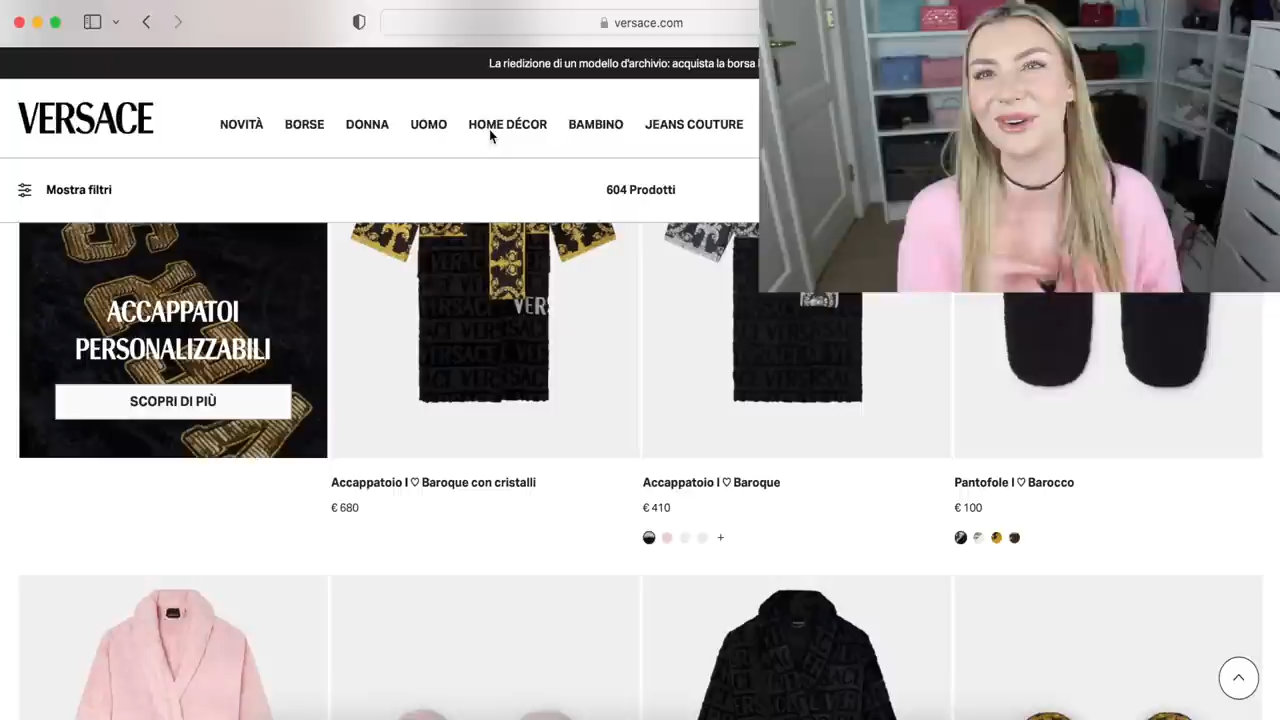 versace.com
La riedizione di un modello d'archivio: acquista la borsa
VERSACE
NOVITÀ BORSE DONNA UOMO HOME DÉCOR BAMBINO JEANS COUTURE
Mostra filtri
604 Prodotti
ACCAPPATOI
PERSONALIZZABILI
SCOPRI DI PIÙ
Accappatoio I ♡ Baroque con cristalli
€ 680
Accappatoio I ♡ Baroque
€ 410
+
Pantofole I ♡ Barocco
€ 100